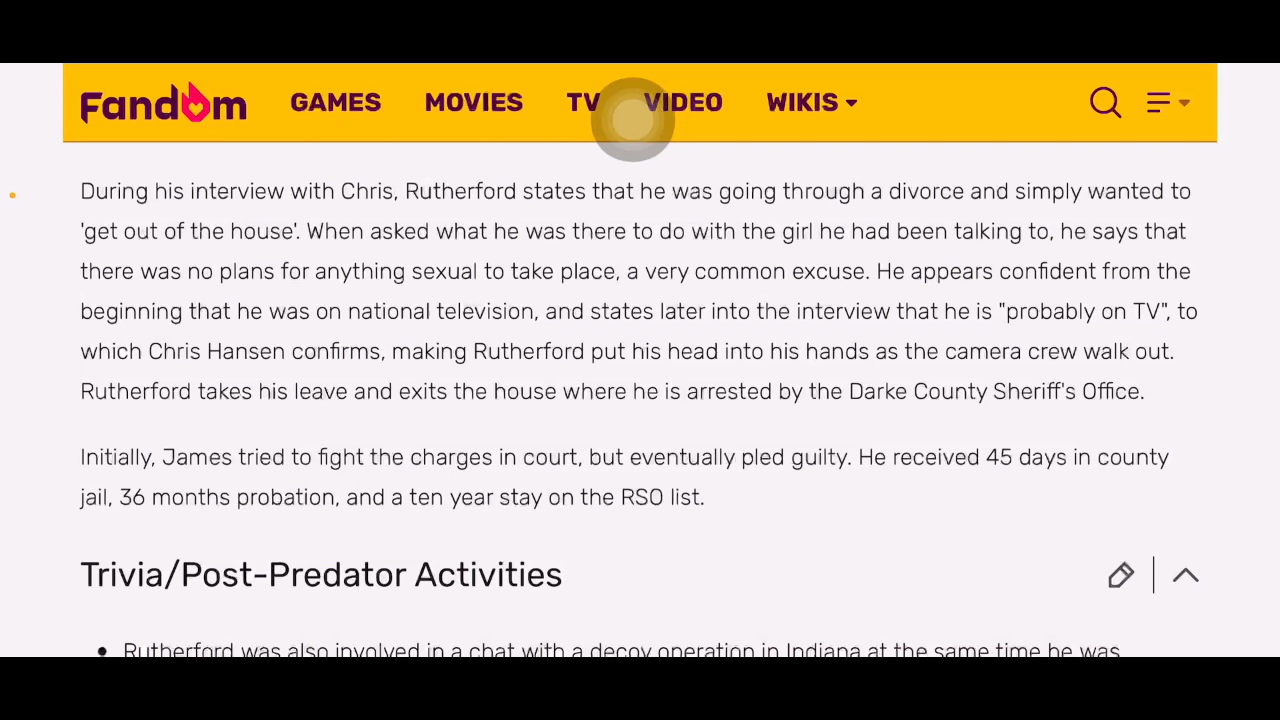 Fandom GAMES MOVIES TV VIDEO WIKIS
During his interview with Chris, Rutherford states that he was going through a divorce and simply wanted to
'get out of the house'. When asked what he was there to do with the girl he had been talking to, he says that
there was no plans for anything sexual to take place, a very common excuse. He appears confident from the
beginning that he was on national television, and states later into the interview that he is "probably on TV", to
which Chris Hansen confirms, making Rutherford put his head into his hands as the camera crew walk out.
Rutherford takes his leave and exits the house where he is arrested by the Darke County Sheriff's Office.
Initially, James tried to fight the charges in court, but eventually pled guilty. He received 45 days in county
jail, 36 months probation, and a ten year stay on the RSO list.
Trivia/Post-Predator Activities
Rutherford was also involved in a chat with a decoy operation in Indiana at the same time he was